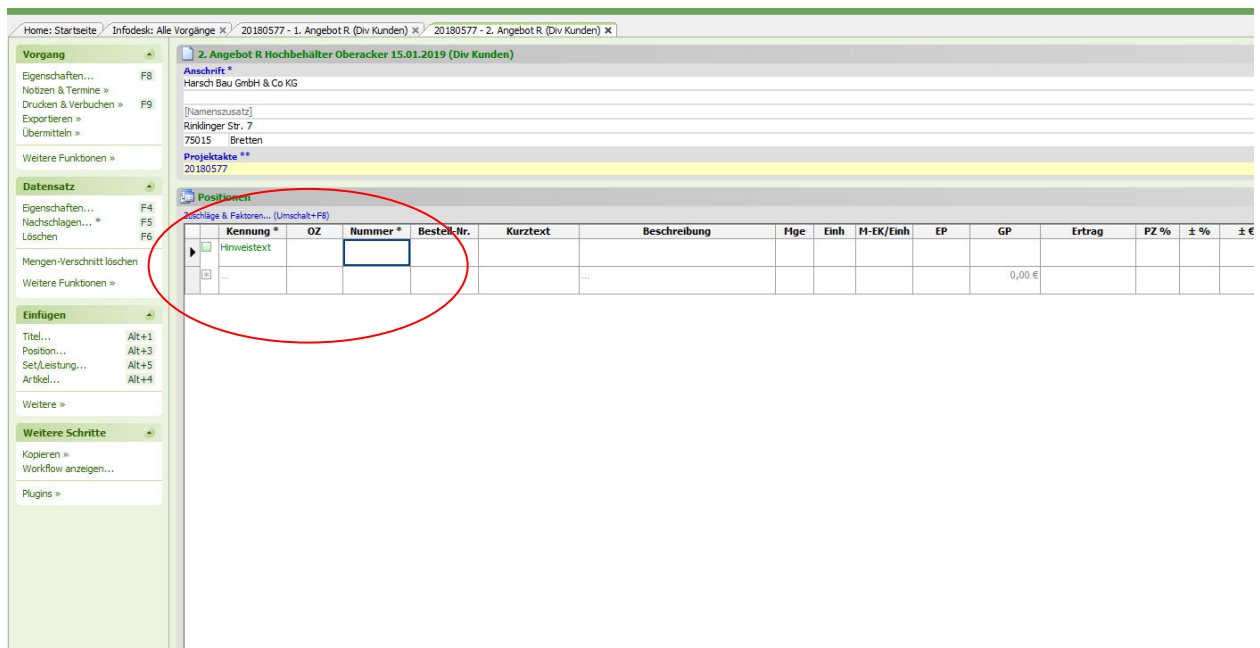 Home: Startseite Infodesk: Alle Vorgänge × 20180577 - 1. Angebot R (Div Kunden) × 20180577 - 2. Angebot R (Div Kunden) ×
Vorgang
Eigenschaften... F8
Notizen & Termine »
Drucken & Verbuchen » F9
Exportieren »
Übermitteln »
Weitere Funktionen »
Datensatz
Eigenschaften... F4
Nachschlagen... * F5
Löschen F6
Mengen-Verschnitt löschen
Weitere Funktionen »
Einfügen
Titel... Alt+1
Position... Alt+3
Set/Leistung... Alt+5
Artikel... Alt+4
Weitere »
Weitere Schritte
Kopieren »
Workflow anzeigen...
Plugins »
2. Angebot R Hochbehälter Oberacker 15.01.2019 (Div Kunden)
Anschrift *
Harsch Bau GmbH & Co KG
[Namenszusatz]
Rinklinger Str. 7
75015 Bretten
Projektakte **
20180577
Positionen
Zuschläge & Faktoren... (Umschalt+F8)
Kennung * OZ Nummer * Bestell-Nr. Kurztext Beschreibung Mge Einh M-EK/Einh EP GP Ertrag PZ % ± % ± €
Hinweistext
... ... 0,00 €